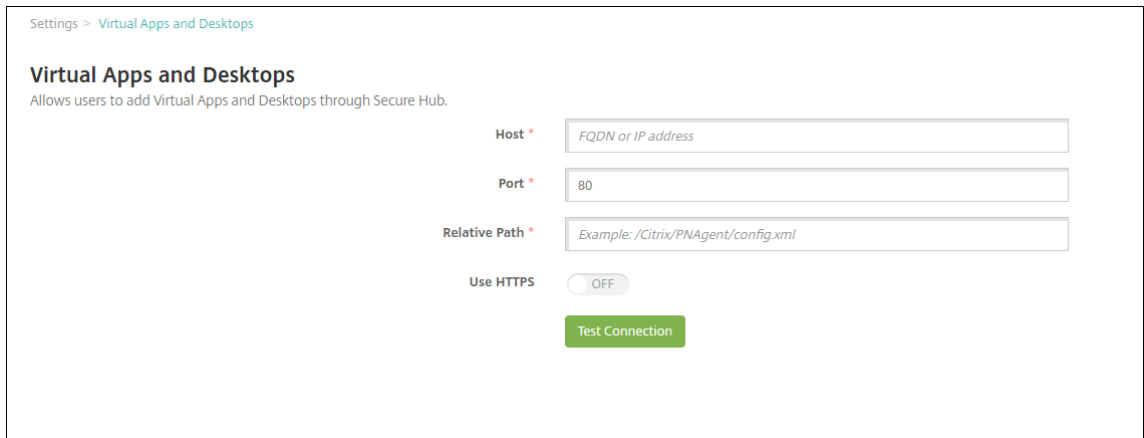 Settings > Virtual Apps and Desktops
Virtual Apps and Desktops
Allows users to add Virtual Apps and Desktops through Secure Hub.
Host *
FQDN or IP address
Port *
80
Relative Path *
Example: /Citrix/PNAgent/config.xml
Use HTTPS
OFF
Test Connection